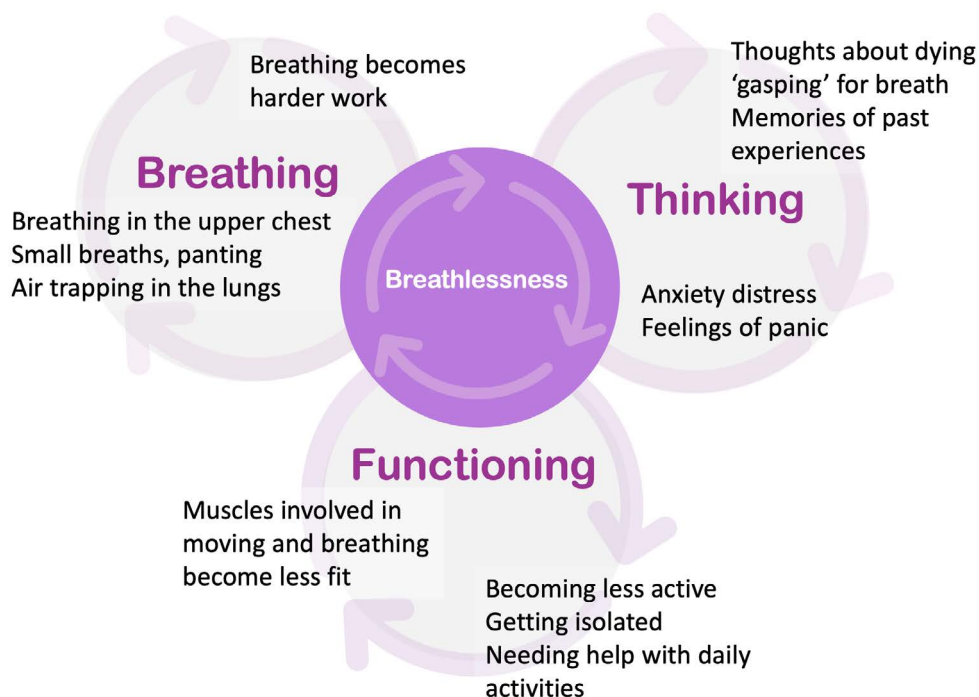 Breathing becomes
harder work
Breathing
Breathing in the upper chest
Small breaths, panting
Air trapping in the lungs
Thoughts about dying
‘gasping’ for breath
Memories of past
experiences
Thinking
Anxiety distress
Feelings of panic
Breathlessness
Functioning
Muscles involved in
moving and breathing
become less fit
Becoming less active
Getting isolated
Needing help with daily
activities